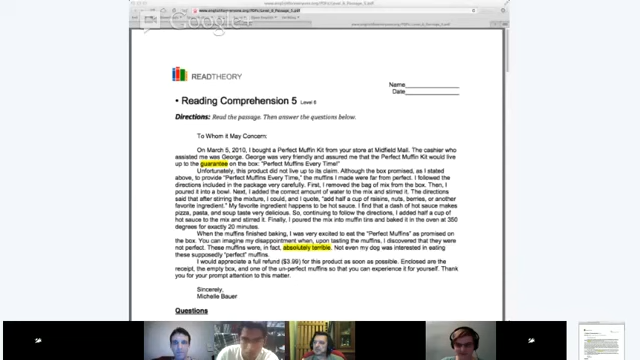 Google+
READTHEORY
Name
Date
• Reading Comprehension 5 Level 8
Directions: Read the passage. Then answer the questions below.
To Whom it May Concern:
On March 5, 2010, I bought a Perfect Muffin Kit from your store at Midfield Mall. The cashier who
assisted me was George. George was very friendly and assured me that the Perfect Muffin Kit would live
up to the guarantee on the box: "Perfect Muffins Every Time!"
Unfortunately, this product did not live up to its claim. Although the box promised, as I stated
above, to provide "Perfect Muffins Every Time," the muffins I made were far from perfect. I followed the
directions included in the package very carefully. First, I removed the bag of mix from the box. Then, I
poured it into a bowl. Next, I added the correct amount of water to the mix and stirred it. The directions
said that after stirring the mixture, I could, and I quote, "add half a cup of raisins, nuts, berries, or another
favorite ingredient." My favorite ingredient happens to be hot sauce. I find that a dash of hot sauce makes
pizza, pasta, and soup taste very delicious. So, continuing to follow the directions, I added half a cup of
hot sauce to the mix and stirred it. Finally, I poured the mix into muffin tins and baked it in the oven at 350
degrees for exactly 20 minutes.
When the muffins finished baking, I was very excited to eat the "Perfect Muffins" as promised on
the box. You can imagine my disappointment when, upon tasting the muffins, I discovered that they were
not perfect. These muffins were, in fact, absolutely terrible. Not even my dog was interested in eating
these supposedly "perfect" muffins.
I would appreciate a full refund ($3.99) for this product as soon as possible. Enclosed are the
receipt, the empty box, and one of the un-perfect muffins so that you can experience it for yourself. Thank
you for your prompt attention to this matter.
Sincerely,
Michelle Bauer
Questions